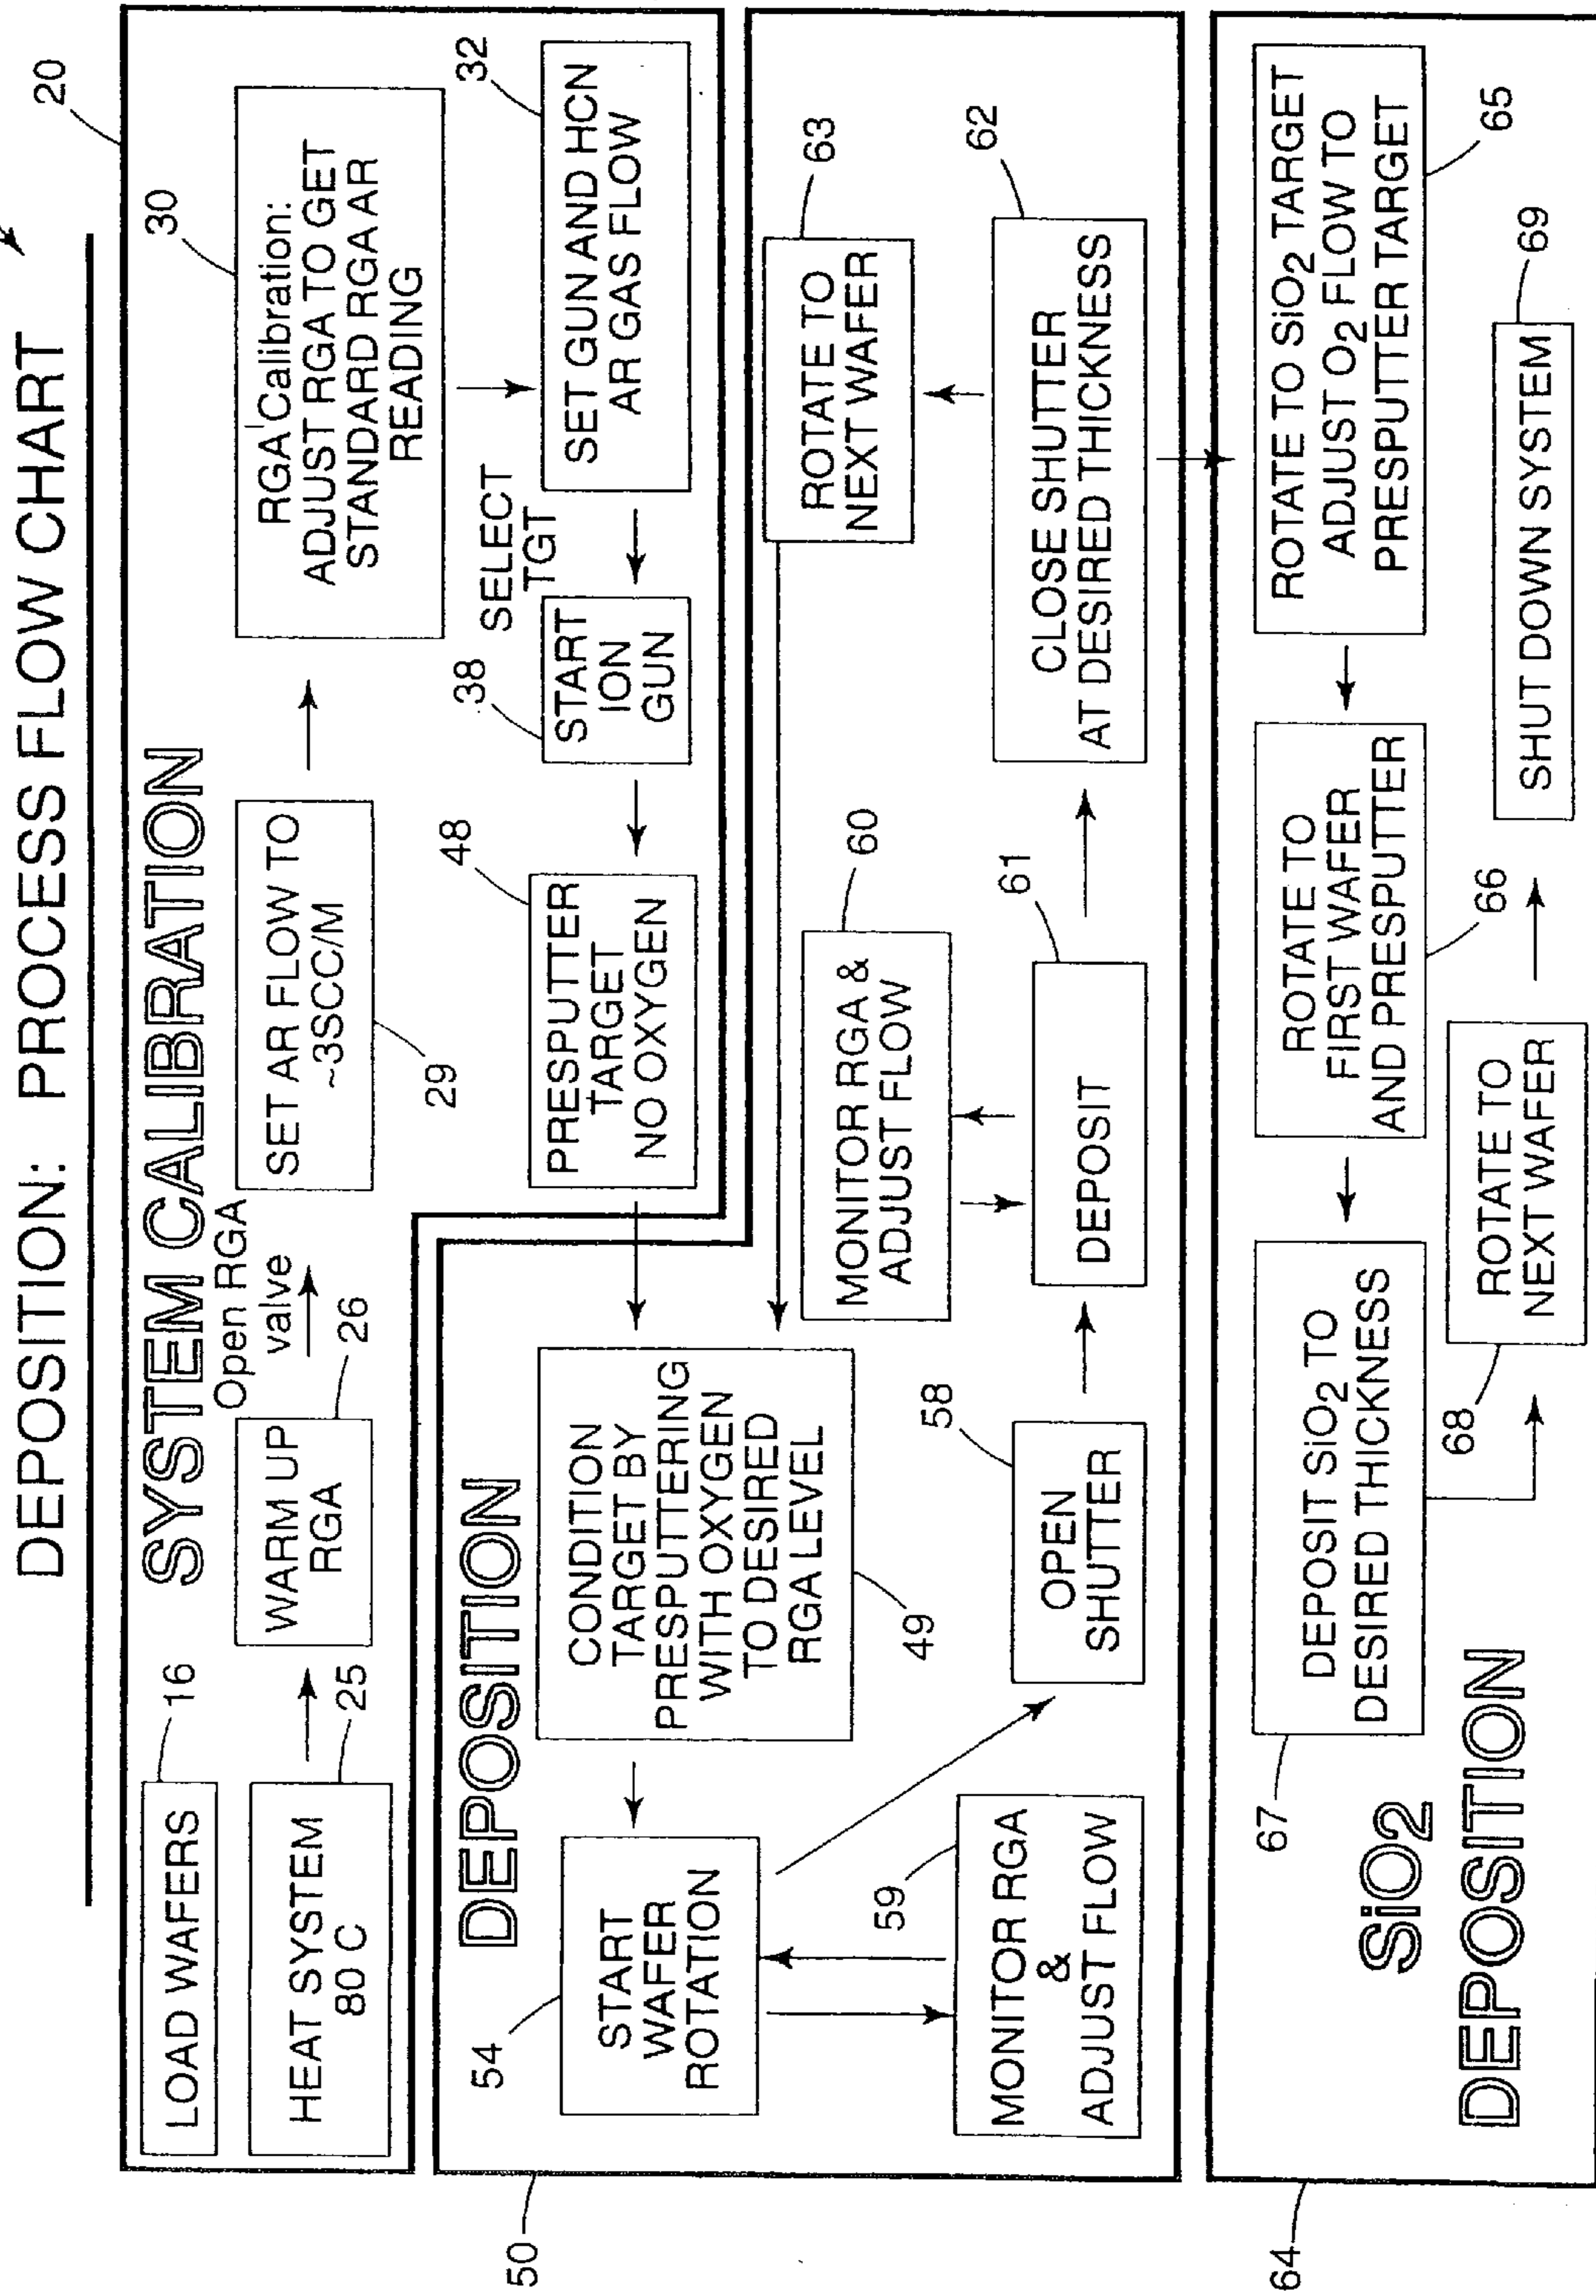 DEPOSITION: PROCESS FLOW CHART
20
SYSTEM CALIBRATION
LOAD WAFERS
16
HEAT SYSTEM
80 C
25
WARM UP
RGA
26
Open RGA
valve
SET AR FLOW TO
~3SCC/M
29
RGA Calibration:
ADJUST RGA TO GET
STANDARD RGA AR
READING
30
SET GUN AND HCN
AR GAS FLOW
32
SELECT
TGT
START
ION
GUN
38
PRESPUTTER
TARGET
NO OXYGEN
48
DEPOSITION
50
CONDITION
TARGET BY
PRESPUTTERING
WITH OXYGEN
TO DESIRED
RGA LEVEL
49
START
WAFER
ROTATION
54
MONITOR RGA
&
ADJUST FLOW
59
OPEN
SHUTTER
58
DEPOSIT
61
MONITOR RGA &
ADJUST FLOW
60
CLOSE SHUTTER
AT DESIRED THICKNESS
62
ROTATE TO
NEXT WAFER
63
SiO2
DEPOSITION
64
ROTATE TO SiO2 TARGET
ADJUST O2 FLOW TO
PRESPUTTER TARGET
65
ROTATE TO
FIRST WAFER
AND PRESPUTTER
66
DEPOSIT SiO2 TO
DESIRED THICKNESS
67
ROTATE TO
NEXT WAFER
68
SHUT DOWN SYSTEM
69